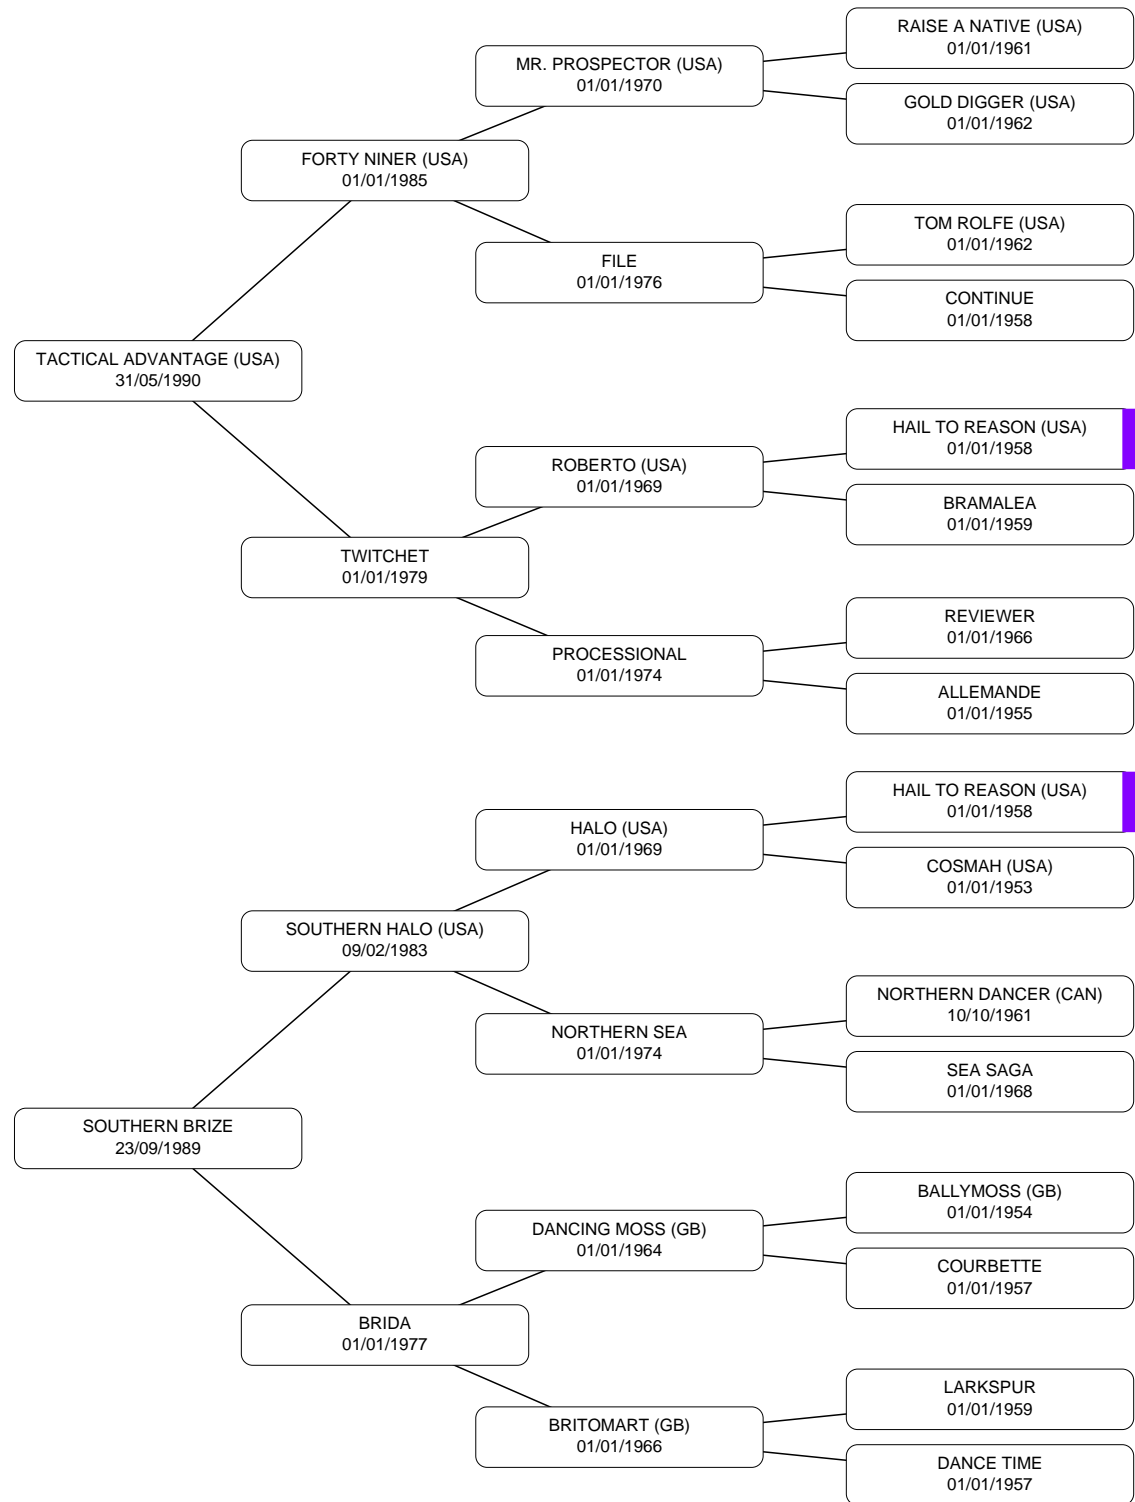 RAISE A NATIVE (USA)
01/01/1961
MR. PROSPECTOR (USA)
01/01/1970
GOLD DIGGER (USA)
01/01/1962
FORTY NINER (USA)
01/01/1985
TOM ROLFE (USA)
01/01/1962
FILE
01/01/1976
CONTINUE
01/01/1958
TACTICAL ADVANTAGE (USA)
31/05/1990
HAIL TO REASON (USA)
01/01/1958
ROBERTO (USA)
01/01/1969
BRAMALEA
01/01/1959
TWITCHET
01/01/1979
REVIEWER
01/01/1966
PROCESSIONAL
01/01/1974
ALLEMANDE
01/01/1955
HAIL TO REASON (USA)
01/01/1958
HALO (USA)
01/01/1969
COSMAH (USA)
01/01/1953
SOUTHERN HALO (USA)
09/02/1983
NORTHERN DANCER (CAN)
10/10/1961
NORTHERN SEA
01/01/1974
SEA SAGA
01/01/1968
SOUTHERN BRIZE
23/09/1989
BALLYMOSS (GB)
01/01/1954
DANCING MOSS (GB)
01/01/1964
COURBETTE
01/01/1957
BRIDA
01/01/1977
LARKSPUR
01/01/1959
BRITOMART (GB)
01/01/1966
DANCE TIME
01/01/1957